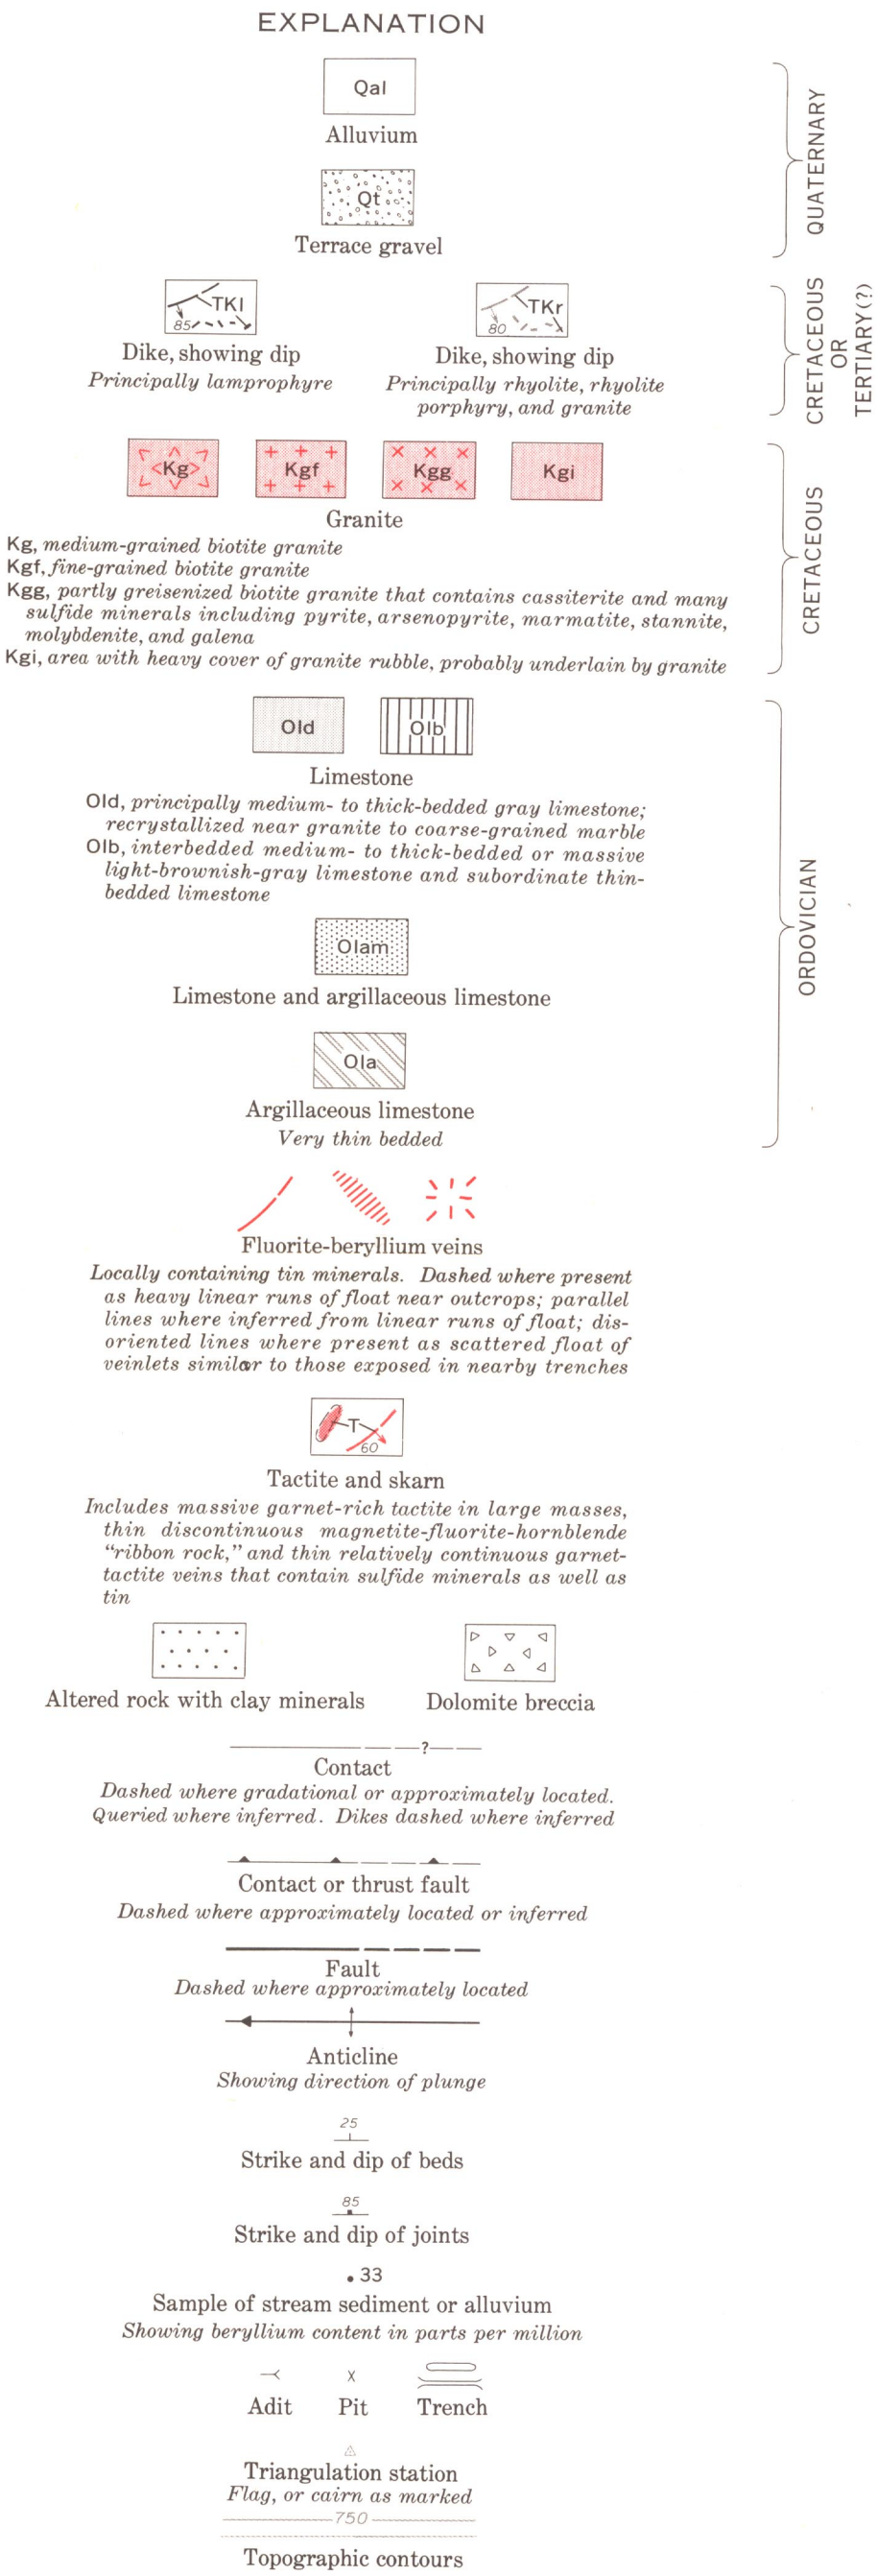 EXPLANATION
Qal
Alluvium
Qt
Terrace gravel
QUATERNARY
TKl
85
Dike, showing dip
Principally lamprophyre
TKr
80
Dike, showing dip
Principally rhyolite, rhyolite
porphyry, and granite
CRETACEOUS
OR
TERTIARY(?)
Kg
Kgf
Kgg
Kgi
Granite
Kg, medium-grained biotite granite
Kgf, fine-grained biotite granite
Kgg, partly greisenized biotite granite that contains cassiterite and many
sulfide minerals including pyrite, arsenopyrite, marmatite, stannite,
molybdenite, and galena
Kgi, area with heavy cover of granite rubble, probably underlain by granite
CRETACEOUS
Old
Olb
Limestone
Old, principally medium- to thick-bedded gray limestone;
recrystallized near granite to coarse-grained marble
Olb, interbedded medium- to thick-bedded or massive
light-brownish-gray limestone and subordinate thin-
bedded limestone
Olam
Limestone and argillaceous limestone
Ola
Argillaceous limestone
Very thin bedded
ORDOVICIAN
Fluorite-beryllium veins
Locally containing tin minerals. Dashed where present
as heavy linear runs of float near outcrops; parallel
lines where inferred from linear runs of float; dis-
oriented lines where present as scattered float of
veinlets similar to those exposed in nearby trenches
T
60
Tactite and skarn
Includes massive garnet-rich tactite in large masses,
thin discontinuous magnetite-fluorite-hornblende
“ribbon rock,” and thin relatively continuous garnet-
tactite veins that contain sulfide minerals as well as
tin
Altered rock with clay minerals
Dolomite breccia
?
Contact
Dashed where gradational or approximately located.
Queried where inferred. Dikes dashed where inferred
Contact or thrust fault
Dashed where approximately located or inferred
Fault
Dashed where approximately located
Anticline
Showing direction of plunge
25
Strike and dip of beds
85
Strike and dip of joints
33
Sample of stream sediment or alluvium
Showing beryllium content in parts per million
Adit
Pit
Trench
Triangulation station
Flag, or cairn as marked
750
Topographic contours